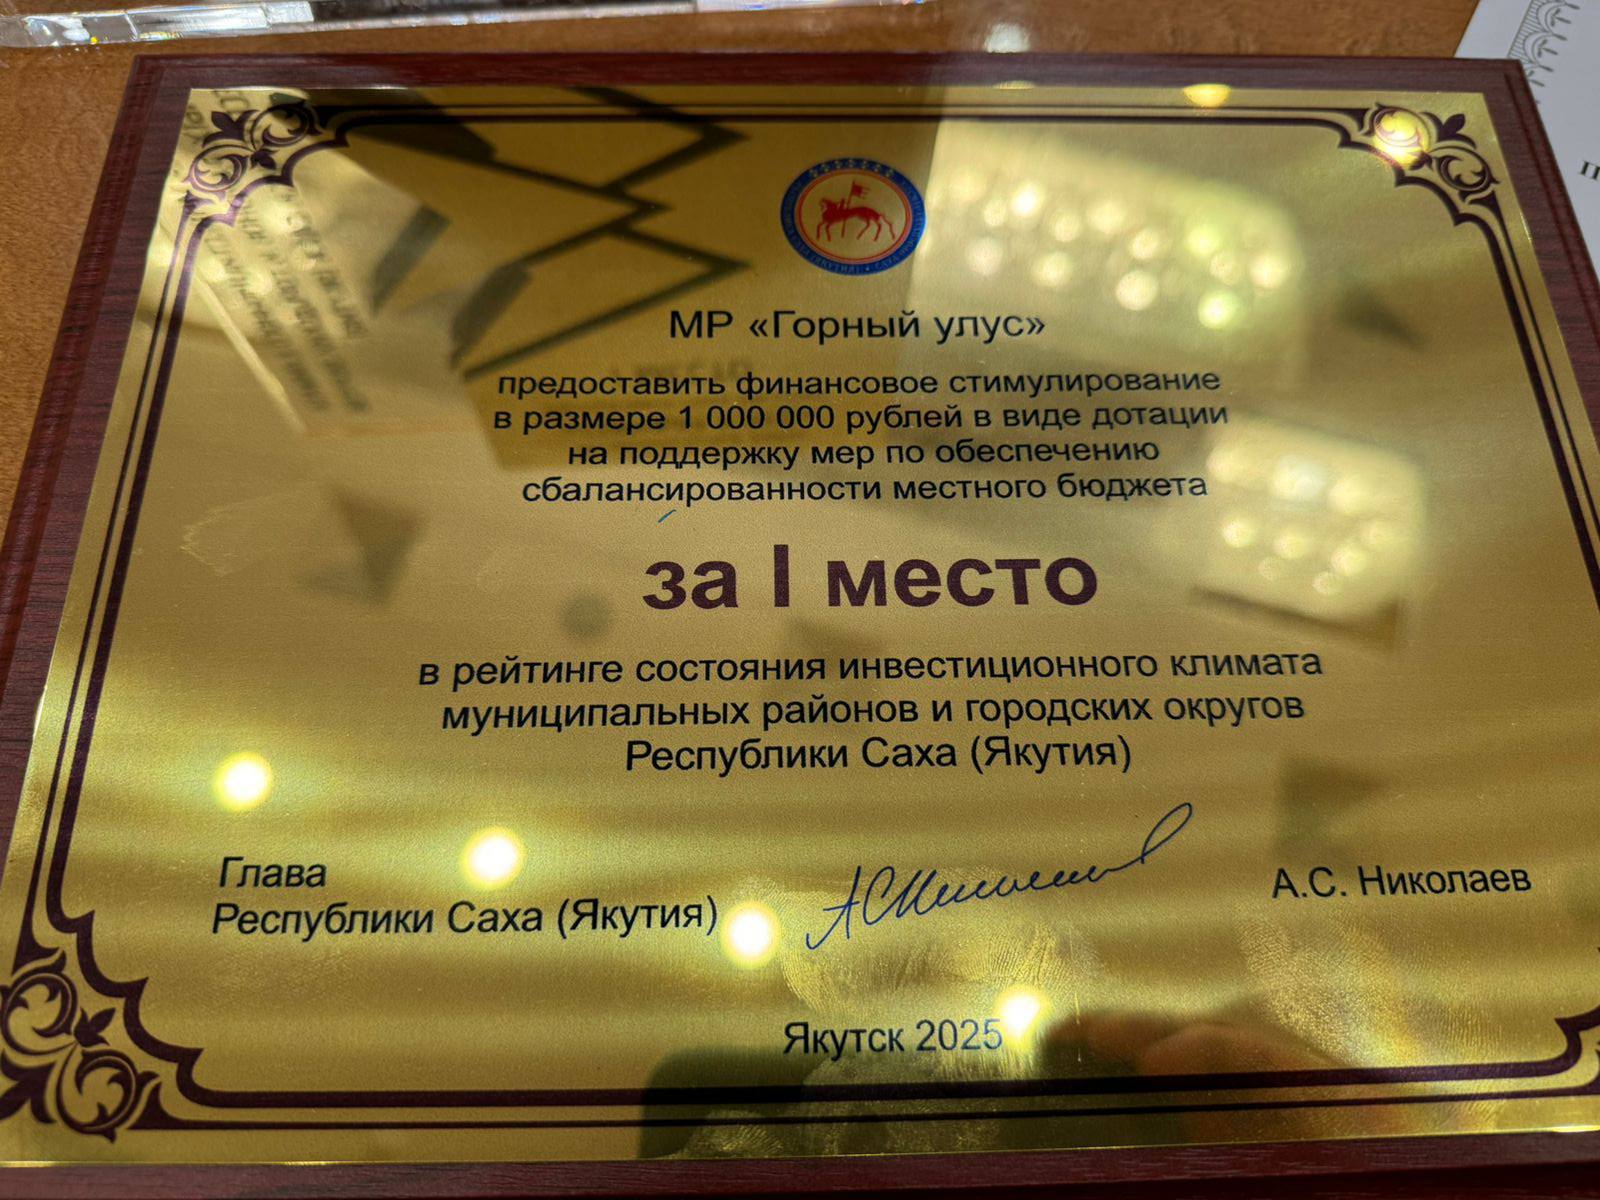 МР «Горный улус»
предоставить финансовое стимулирование
в размере 1 000 000 рублей в виде дотации
на поддержку мер по обеспечению
сбалансированности местного бюджета
за I место
в рейтинге состояния инвестиционного климата
муниципальных районов и городских округов
Республики Саха (Якутия)
Глава
Республики Саха (Якутия)
А.С. Николаев
Якутск 2025